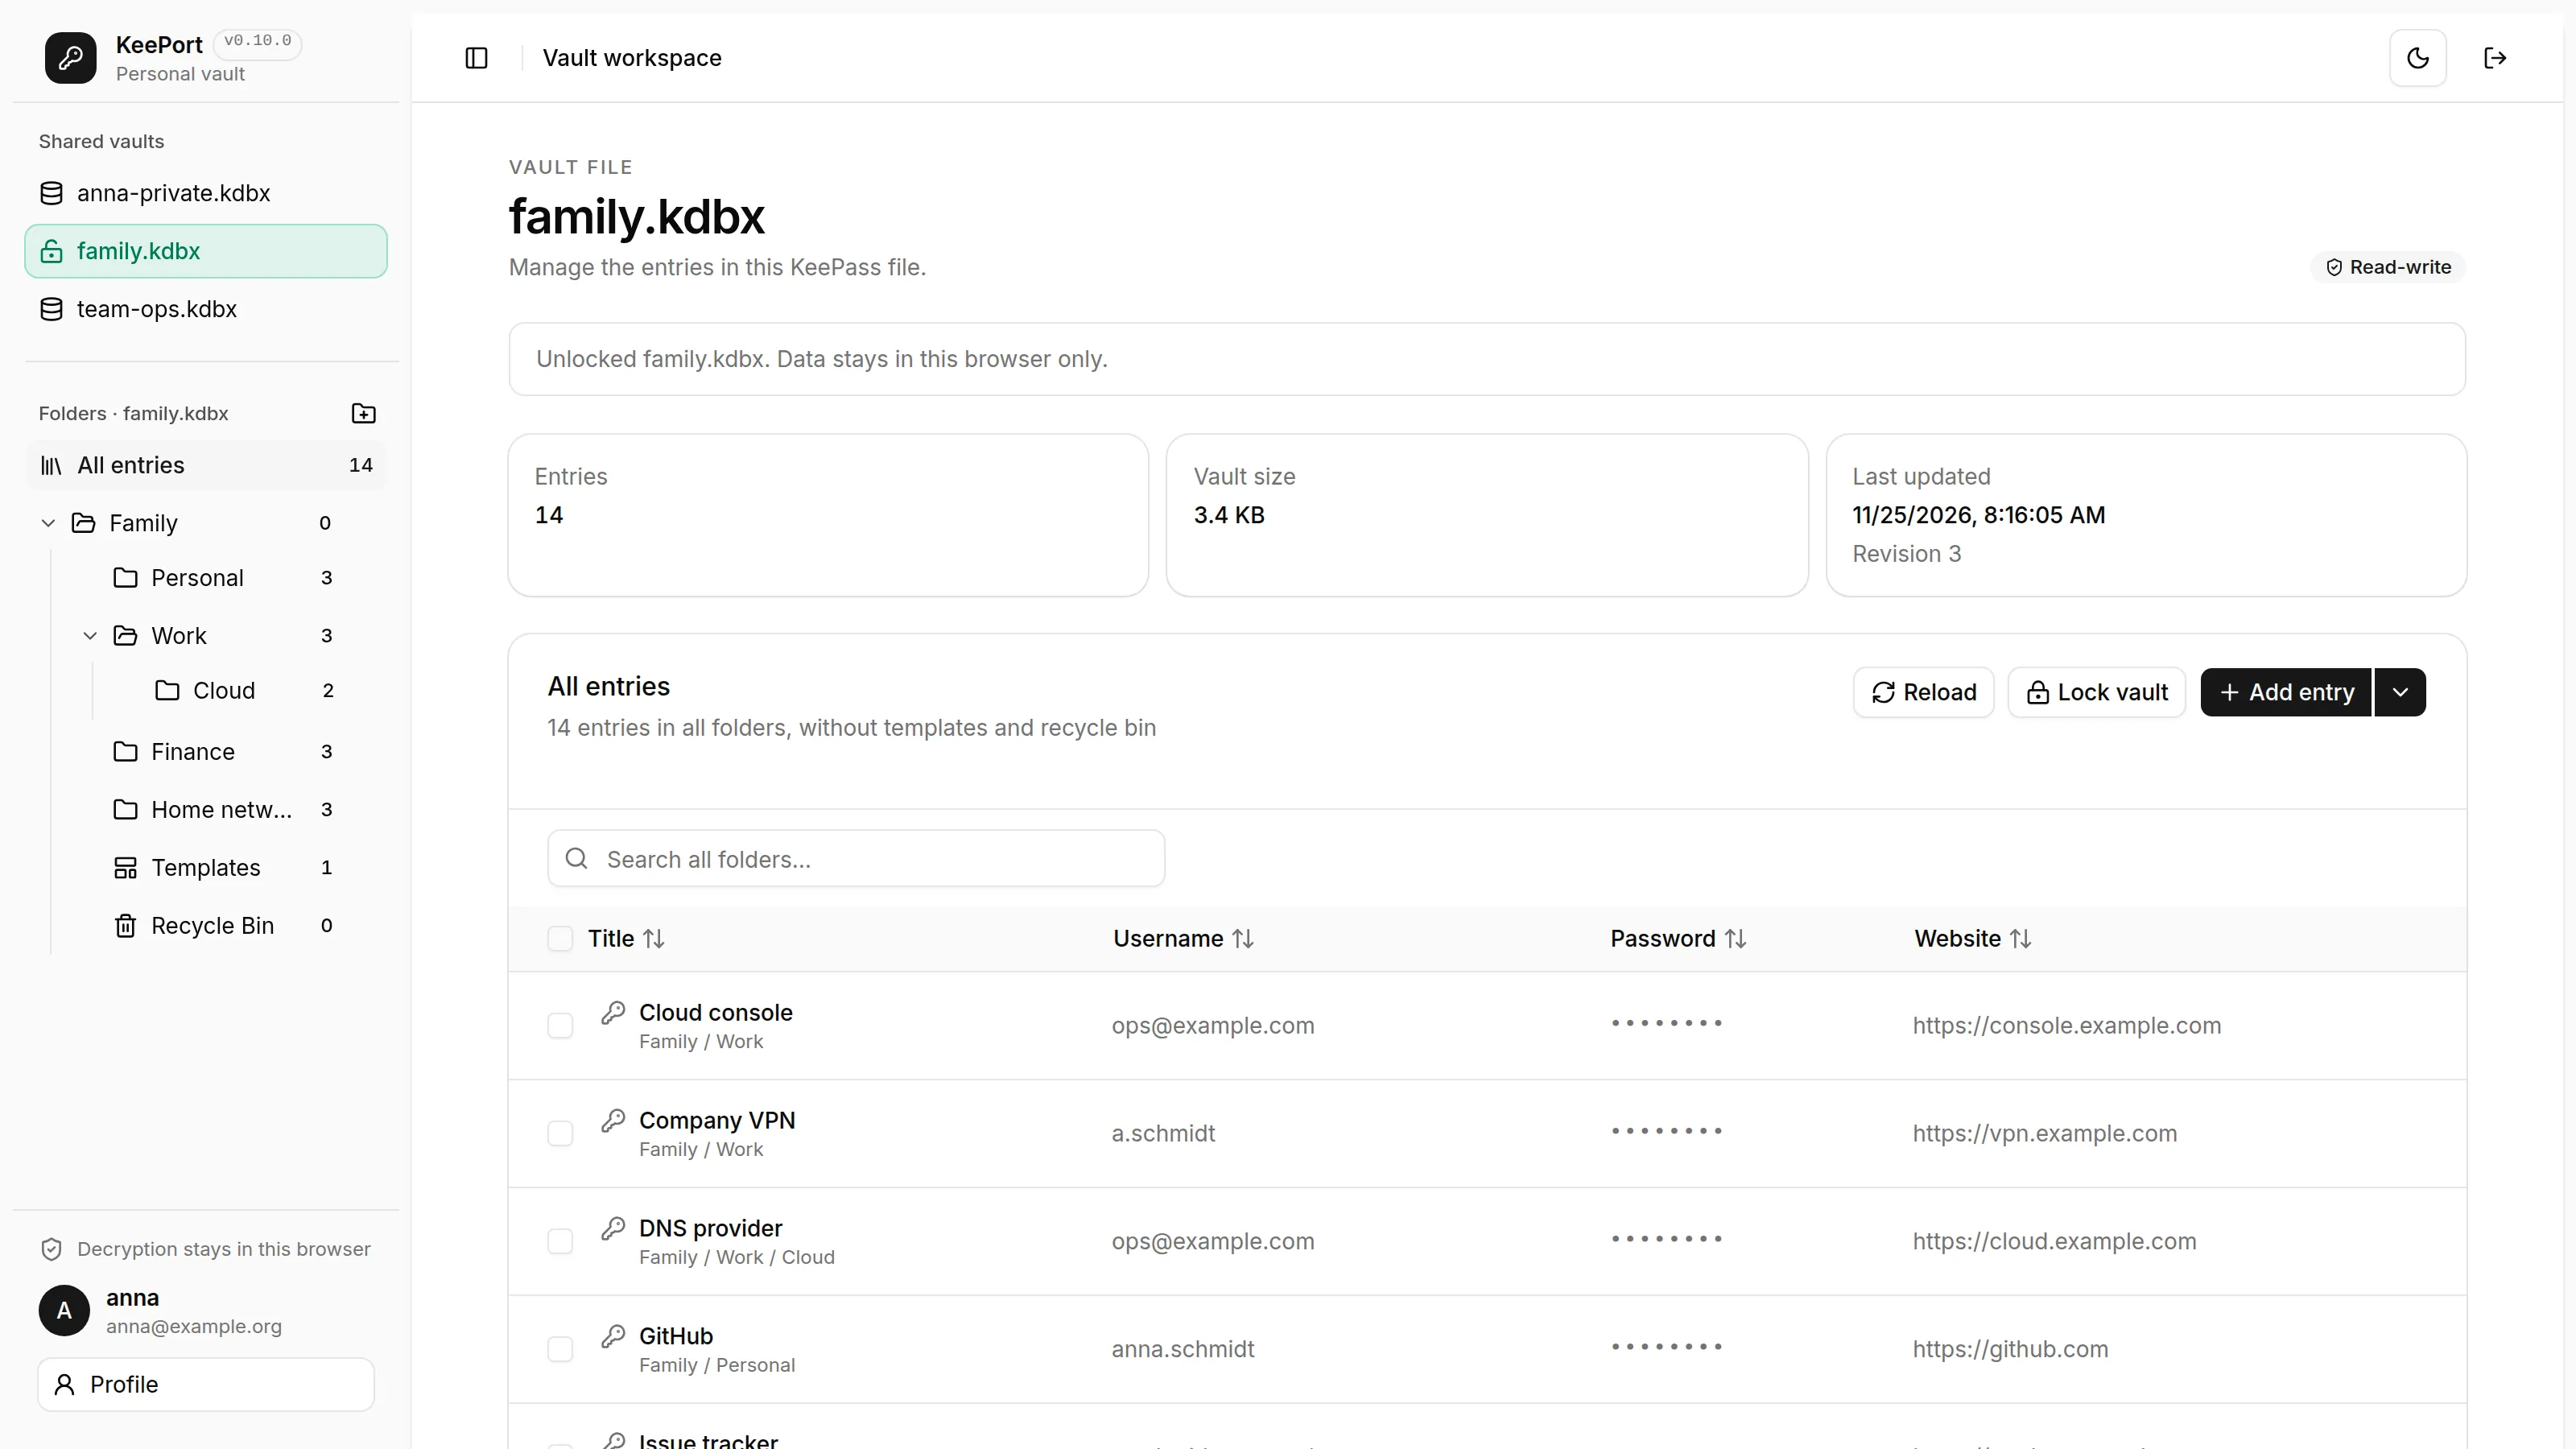 KeePort v0.10.0
Personal vault
Shared vaults
anna-private.kdbx
family.kdbx
team-ops.kdbx
Folders · family.kdbx
All entries 14
Family 0
Personal 3
Work 3
Cloud 2
Finance 3
Home netw... 3
Templates 1
Recycle Bin 0
Decryption stays in this browser
A
anna
anna@example.org
Profile
Vault workspace
VAULT FILE
family.kdbx
Manage the entries in this KeePass file.
Read-write
Unlocked family.kdbx. Data stays in this browser only.
Entries
14
Vault size
3.4 KB
Last updated
11/25/2026, 8:16:05 AM
Revision 3
All entries
14 entries in all folders, without templates and recycle bin
Reload
Lock vault
Add entry
Search all folders...
Title Username Password Website
Cloud console
Family / Work
ops@example.com •••••••• https://console.example.com
Company VPN
Family / Work
a.schmidt •••••••• https://vpn.example.com
DNS provider
Family / Work / Cloud
ops@example.com •••••••• https://cloud.example.com
GitHub
Family / Personal
anna.schmidt •••••••• https://github.com
Issue tracker